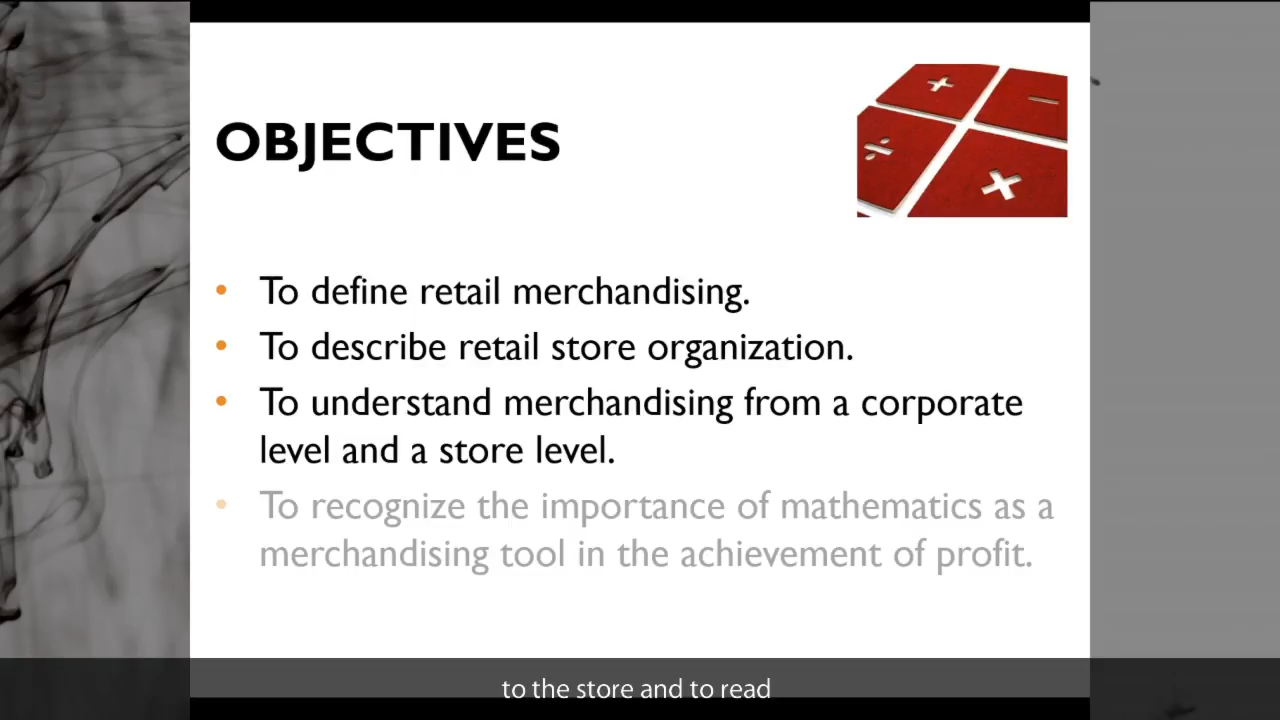 OBJECTIVES
• To define retail merchandising.
• To describe retail store organization.
• To understand merchandising from a corporate
level and a store level.
• To recognize the importance of mathematics as a
merchandising tool in the achievement of profit.
to the store and to read